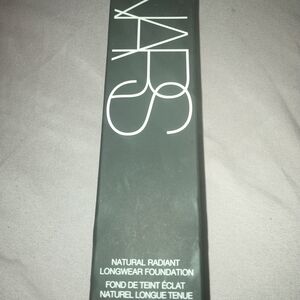 NARS
NATURAL RADIANT
LONGWEAR FOUNDATION
FOND DE TEINT ÉCLAT
NATUREL LONGUE TENUE